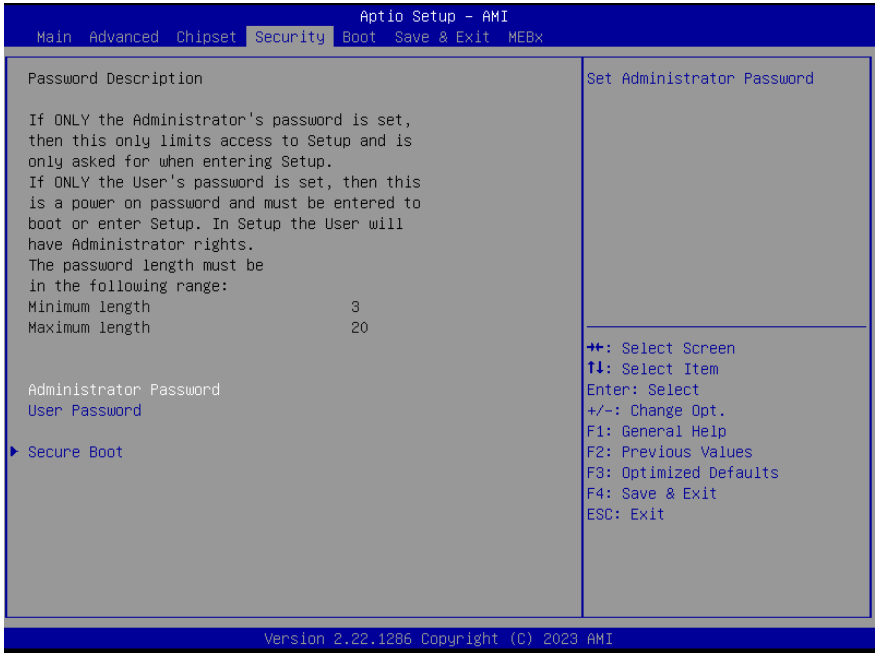 Aptio Setup – AMI
Main Advanced Chipset Security Boot Save & Exit MEBx
Password Description
If ONLY the Administrator's password is set,
then this only limits access to Setup and is
only asked for when entering Setup.
If ONLY the User's password is set, then this
is a power on password and must be entered to
boot or enter Setup. In Setup the User will
have Administrator rights.
The password length must be
in the following range:
Minimum length 3
Maximum length 20
Administrator Password
User Password
Secure Boot
Set Administrator Password
→←: Select Screen
↑↓: Select Item
Enter: Select
+/-: Change Opt.
F1: General Help
F2: Previous Values
F3: Optimized Defaults
F4: Save & Exit
ESC: Exit
Version 2.22.1286 Copyright (C) 2023 AMI